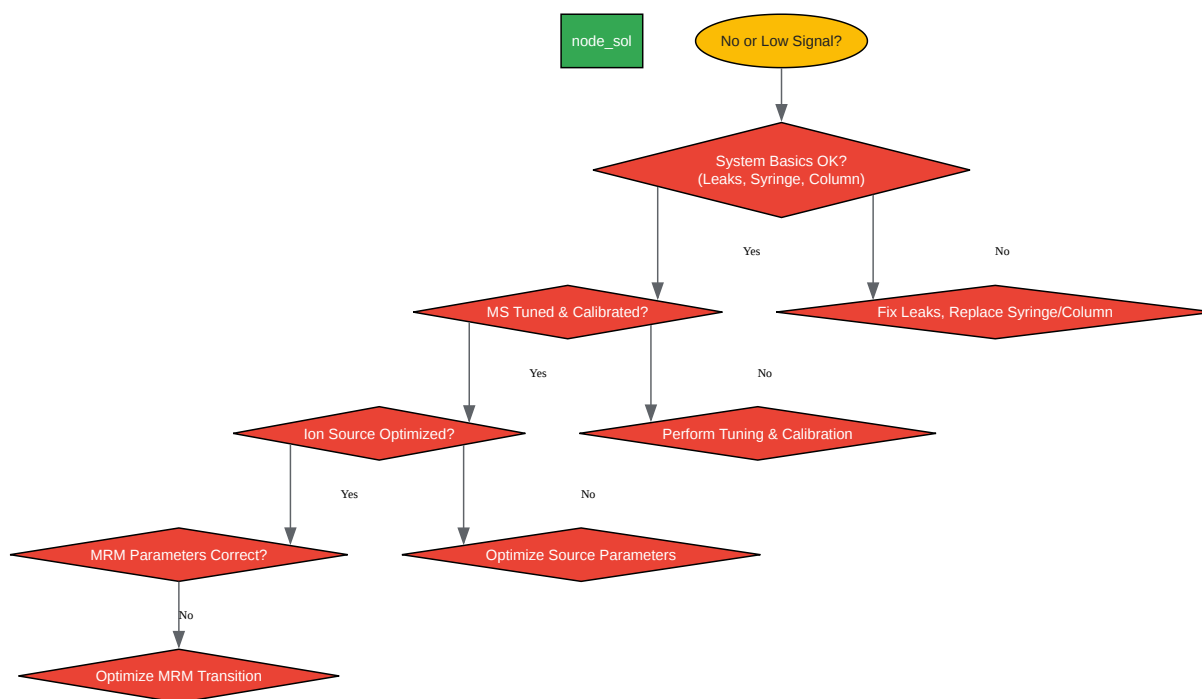 node_sol
No or Low Signal?
System Basics OK?
(Leaks, Syringe, Column)
Yes
No
MS Tuned & Calibrated?
Fix Leaks, Replace Syringe/Column
Yes
No
Ion Source Optimized?
Perform Tuning & Calibration
Yes
No
MRM Parameters Correct?
Optimize Source Parameters
No
Optimize MRM Transition